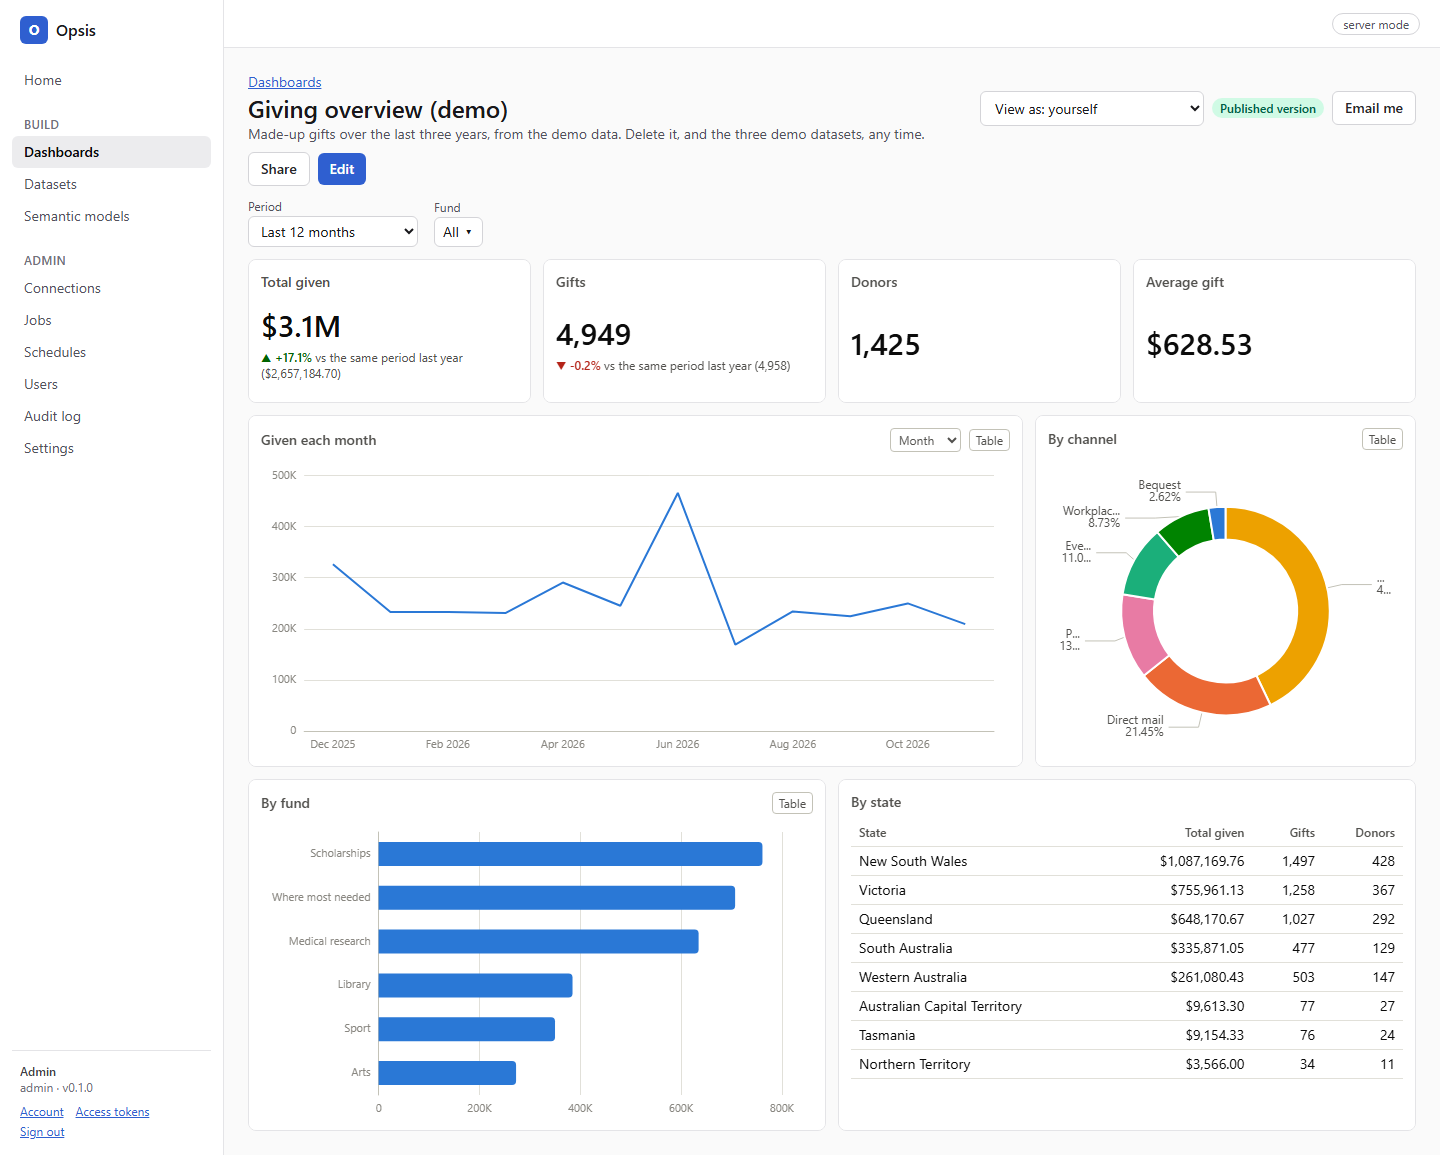 O Opsis
server mode
Home
BUILD
Dashboards
Datasets
Semantic models
ADMIN
Connections
Jobs
Schedules
Users
Audit log
Settings
Admin
admin · v0.1.0
Account Access tokens
Sign out
Dashboards
Giving overview (demo)
Made-up gifts over the last three years, from the demo data. Delete it, and the three demo datasets, any time.
View as: yourself
Published version
Email me
Share
Edit
Period
Last 12 months
Fund
All ▾
Total given
$3.1M
▲ +17.1% vs the same period last year
($2,657,184.70)
Gifts
4,949
▼ -0.2% vs the same period last year (4,958)
Donors
1,425
Average gift
$628.53
Given each month
Month
Table
500K
400K
300K
200K
100K
0
Dec 2025 Feb 2026 Apr 2026 Jun 2026 Aug 2026 Oct 2026
By channel
Table
Bequest
2.62%
Workplac...
8.73%
Eve...
11.0...
...
4...
P...
13...
Direct mail
21.45%
By fund
Table
Scholarships
Where most needed
Medical research
Library
Sport
Arts
0 200K 400K 600K 800K
By state
State Total given Gifts Donors
New South Wales $1,087,169.76 1,497 428
Victoria $755,961.13 1,258 367
Queensland $648,170.67 1,027 292
South Australia $335,871.05 477 129
Western Australia $261,080.43 503 147
Australian Capital Territory $9,613.30 77 27
Tasmania $9,154.33 76 24
Northern Territory $3,566.00 34 11